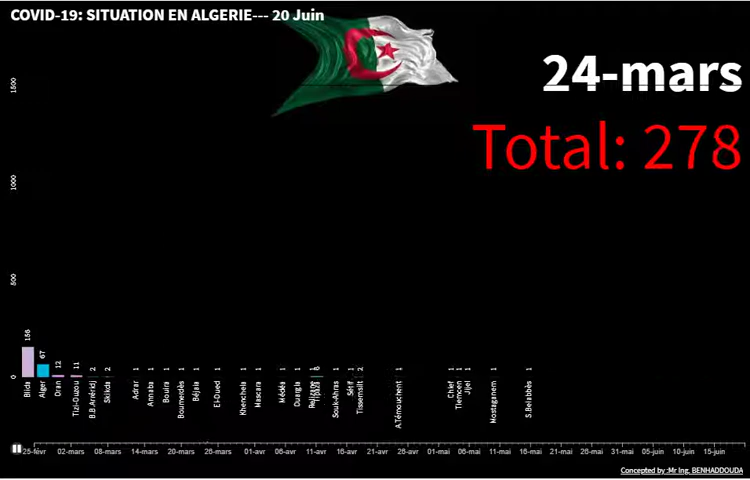 COVID-19: SITUATION EN ALGERIE--- 20 Juin
24-mars
Total: 278
1500
1000
500
0
156
67
12
11
2
2
1
1
1
1
1
1
1
1
1
1
1
6
1
1
2
1
1
1
1
1
1
Blida
Alger
Oran
Tizi-Ouzou
B.B.Arréridj
Skikda
Adrar
Annaba
Bouira
Boumerdès
Béjaia
El-Oued
Khenchela
Mascara
Médéa
Ouargla
Relizane
Souk-Ahras
Sétif
Tissemsilt
A.Témouchent
Chlef
Tlemcen
Jijel
Mostaganem
S.Belabbès
25-févr 02-mars 08-mars 14-mars 20-mars 26-mars 01-avr 06-avr 11-avr 16-avr 21-avr 26-avr 01-mai 06-mai 11-mai 16-mai 21-mai 26-mai 31-mai 05-juin 10-juin 15-juin
Concepted by :Mr Ing. BENHADDOUDA